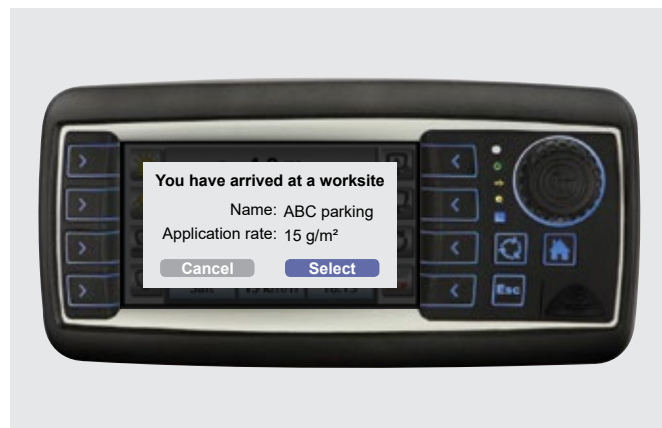 You have arrived at a worksite
Name: ABC parking
Application rate: 15 g/m²
Cancel
Select
Esc